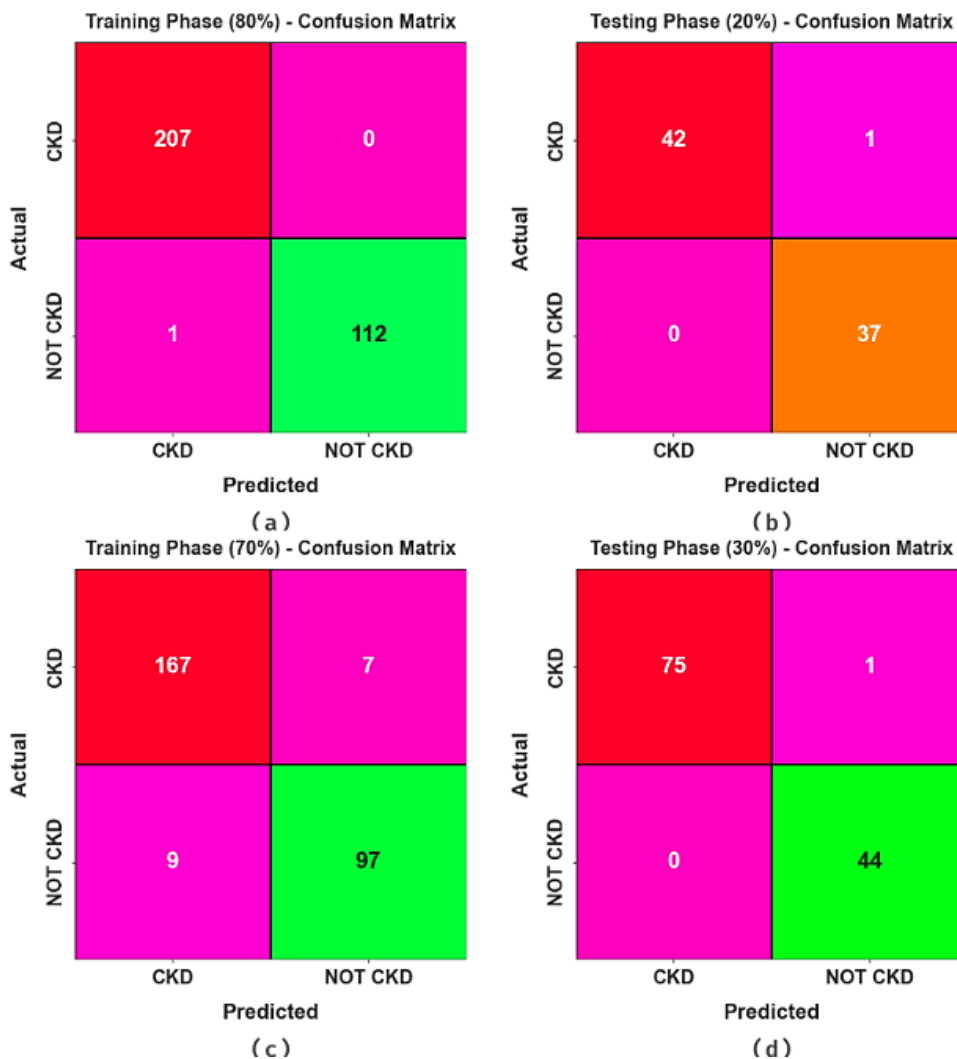 Training Phase (80%) - Confusion Matrix
Testing Phase (20%) - Confusion Matrix
Actual
CKD
NOT CKD
207
0
1
112
CKD
NOT CKD
Predicted
(a)
Actual
CKD
NOT CKD
42
1
0
37
CKD
NOT CKD
Predicted
(b)
Training Phase (70%) - Confusion Matrix
Testing Phase (30%) - Confusion Matrix
Actual
CKD
NOT CKD
167
7
9
97
CKD
NOT CKD
Predicted
(c)
Actual
CKD
NOT CKD
75
1
0
44
CKD
NOT CKD
Predicted
(d)